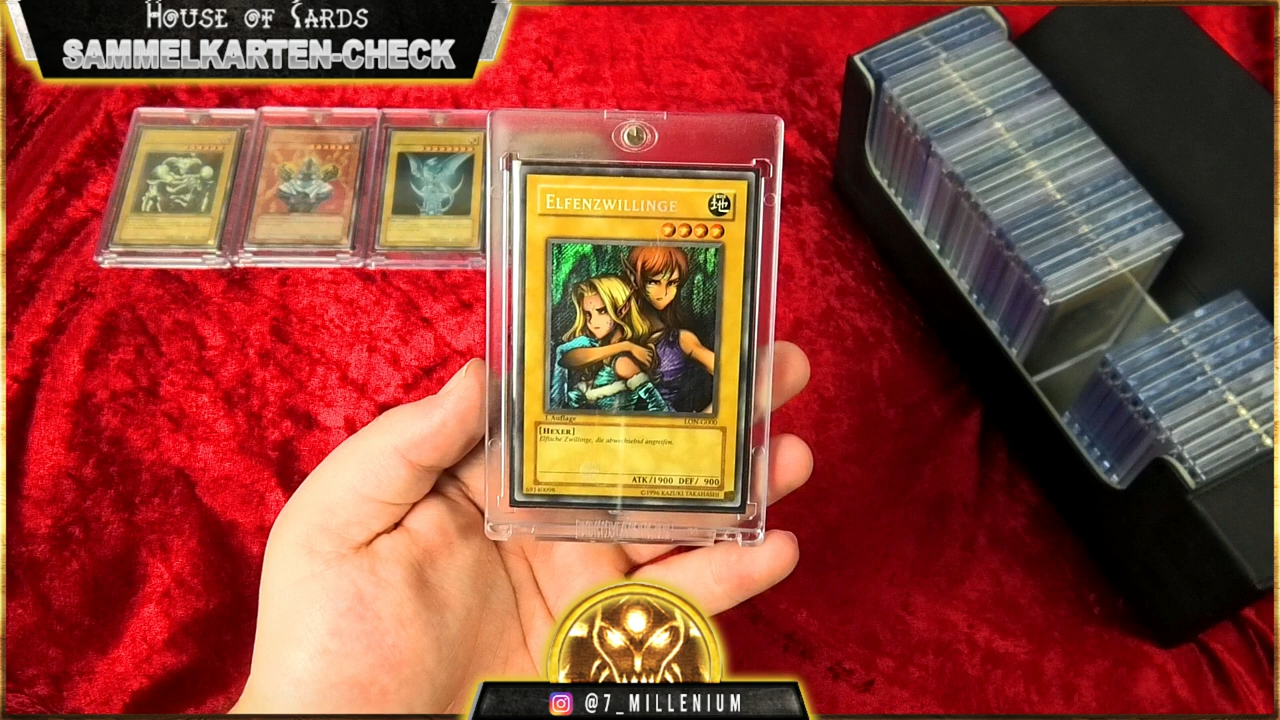 House of Cards
SAMMELKARTEN-CHECK
ELFENZWILLINGE
地
1. Auflage
LON-G000
[HEXER]
Elfische Zwillinge, die abwechselnd angreifen.
ATK/1900 DEF/ 900
©1996 KAZUKI TAKAHASHI
@7_MILLENIUM